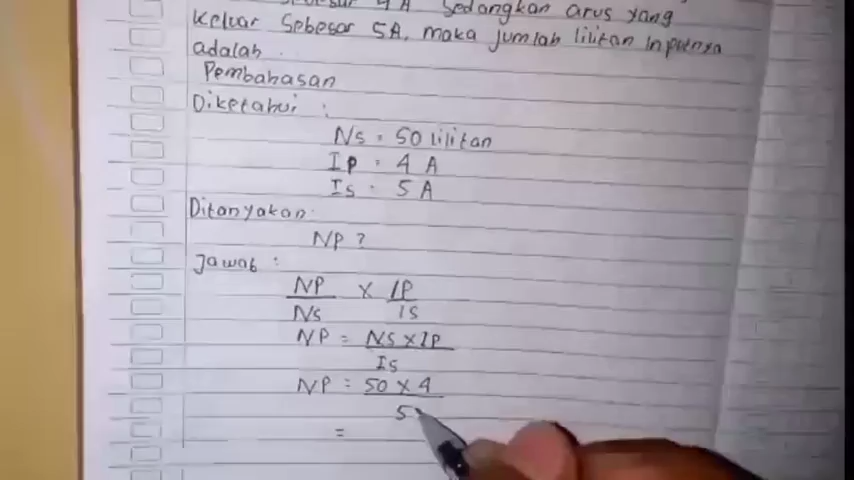 4 A Sedangkan arus yang
Keluar Sebesar 5A, maka jumlah lilitan inputnya
adalah.
Pembahasan
Diketahui :
Ns = 50 lilitan
IP = 4 A
Is = 5 A
Ditanyakan:
NP ?
Jawab :
NP x IP
Ns Is
NP = Ns x IP
Is
NP = 50 x 4
5
=